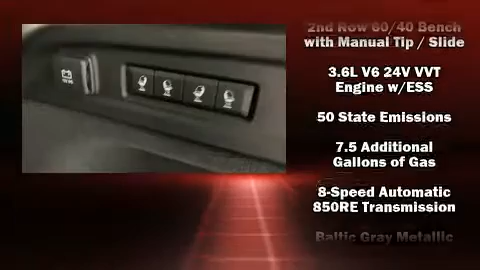 2nd Row 60/40 Bench
with Manual Tip / Slide
3.6L V6 24V VVT
Engine w/ESS
50 State Emissions
7.5 Additional
Gallons of Gas
8-Speed Automatic
850RE Transmission
Baltic Gray Metallic